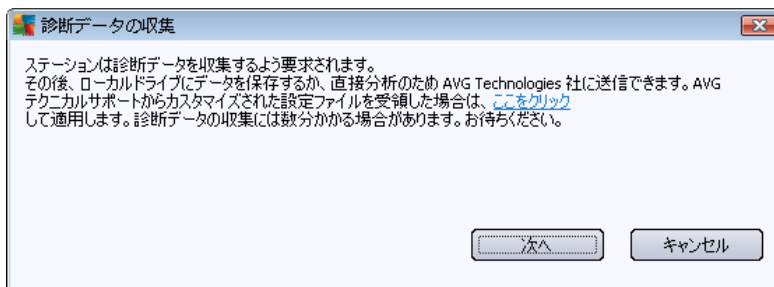 診断データの収集
ステーションは診断データを収集するよう要求されます。
その後、ローカルドライブにデータを保存するか、直接分析のため AVG Technologies 社に送信できます。AVG
テクニカルサポートからカスタマイズされた設定ファイルを受領した場合は、ここをクリック
して適用します。診断データの収集には数分かかる場合があります。お待ちください。
次へ
キャンセル